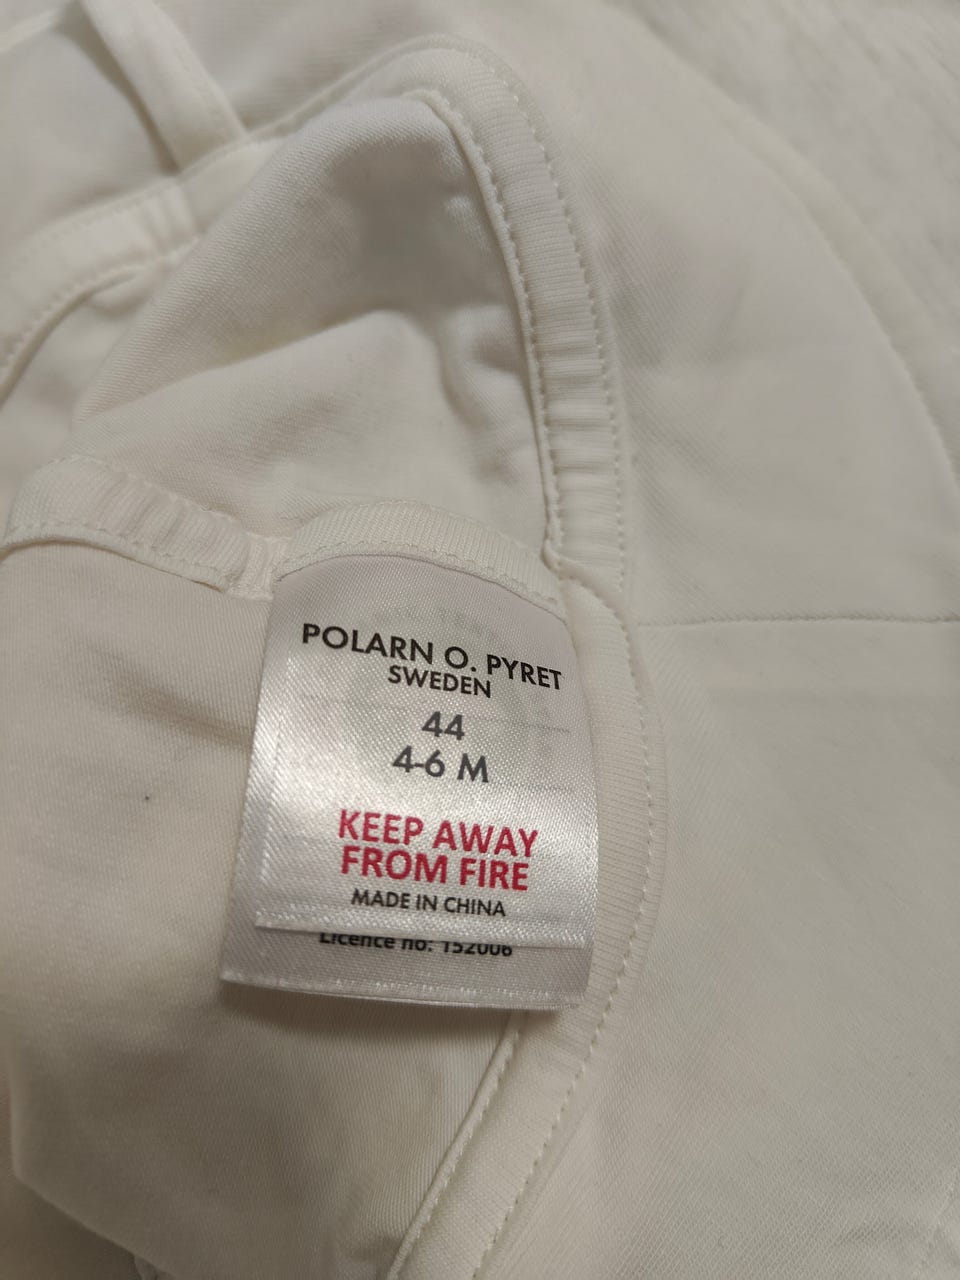 POLARN O. PYRET
SWEDEN
44
4-6 M
KEEP AWAY
FROM FIRE
MADE IN CHINA
Licence no: 152006